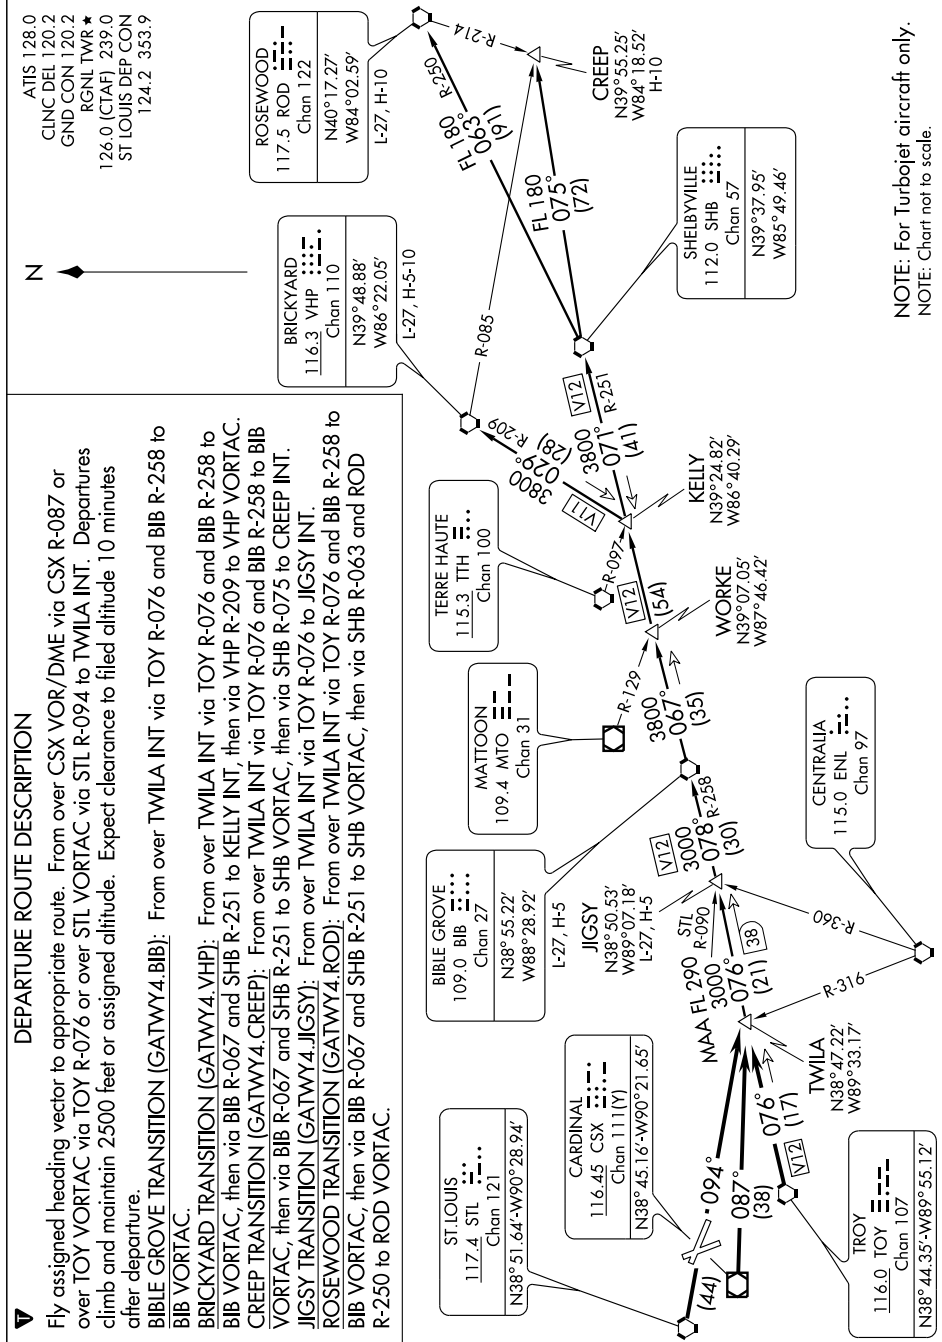 DEPARTURE ROUTE DESCRIPTION
Fly assigned heading vector to appropriate route. From over CSX VOR/DME via CSX R-087 or
over TOY VORTAC via TOY R-076 or over STL VORTAC via STL R-094 to TWILA INT. Departures
climb and maintain 2500 feet or assigned altitude. Expect clearance to filed altitude 10 minutes
after departure.
BIBLE GROVE TRANSITION (GATWY4.BIB): From over TWILA INT via TOY R-076 and BIB R-258 to
BIB VORTAC.
BRICKYARD TRANSITION (GATWY4.VHP): From over TWILA INT via TOY R-076 and BIB R-258 to
BIB VORTAC, then via BIB R-067 and SHB R-251 to KELLY INT, then via VHP R-209 to VHP VORTAC.
CREEP TRANSITION (GATWY4.CREEP): From over TWILA INT via TOY R-076 and BIB R-258 to BIB
VORTAC, then via BIB R-067 and SHB R-251 to SHB VORTAC, then via SHB R-075 to CREEP INT.
JIGSY TRANSITION (GATWY4.JIGSY): From over TWILA INT via TOY R-076 to JIGSY INT.
ROSEWOOD TRANSITION (GATWY4.ROD): From over TWILA INT via TOY R-076 and BIB R-258 to
BIB VORTAC, then via BIB R-067 and SHB R-251 to SHB VORTAC, then via SHB R-063 and ROD
R-250 to ROD VORTAC.
ATIS 128.0
CLNC DEL 120.2
GND CON 120.2
RGNL TWR ★
126.0 (CTAF) 239.0
ST LOUIS DEP CON
124.2 353.9
N
ROSEWOOD
117.5 ROD
Chan 122
N40°17.27'
W84°02.59'
L-27, H-10
BRICKYARD
116.3 VHP
Chan 110
N39°48.88'
W86°22.05'
L-27, H-5-10
R-214
R-250
FL 180
063°
(91)
CREEP
N39°55.25'
W84°18.52'
H-10
R-085
FL 180
075°
(72)
SHELBYVILLE
112.0 SHB
Chan 57
N39°37.95'
W85°49.46'
R-209
3800
029°
(28)
V11
V12
3800
071°
(41)
R-251
TERRE HAUTE
115.3 TTH
Chan 100
R-097
KELLY
N39°24.82'
W86°40.29'
V12
(54)
WORKE
N39°07.05'
W87°46.42'
MATTOON
109.4 MTO
Chan 31
R-129
3800
067°
(35)
BIBLE GROVE
109.0 BIB
Chan 27
N38°55.22'
W88°28.92'
L-27, H-5
V12
3000
078°
(30)
R-258
JIGSY
N38°50.53'
W89°07.18'
L-27, H-5
CENTRALIA
115.0 ENL
Chan 97
R-360
R-316
STL
R-090
MAA FL 290
3000
076°
(21)
38
TWILA
N38°47.22'
W89°33.17'
ST.LOUIS
117.4 STL
Chan 121
N38°51.64'-W90°28.94'
CARDINAL
116.45 CSX
Chan 111(Y)
N38°45.16'-W90°21.65'
094°
(44)
087°
(38)
076°
(17)
V12
TROY
116.0 TOY
Chan 107
N38°44.35'-W89°55.12'
NOTE: For Turbojet aircraft only.
NOTE: Chart not to scale.